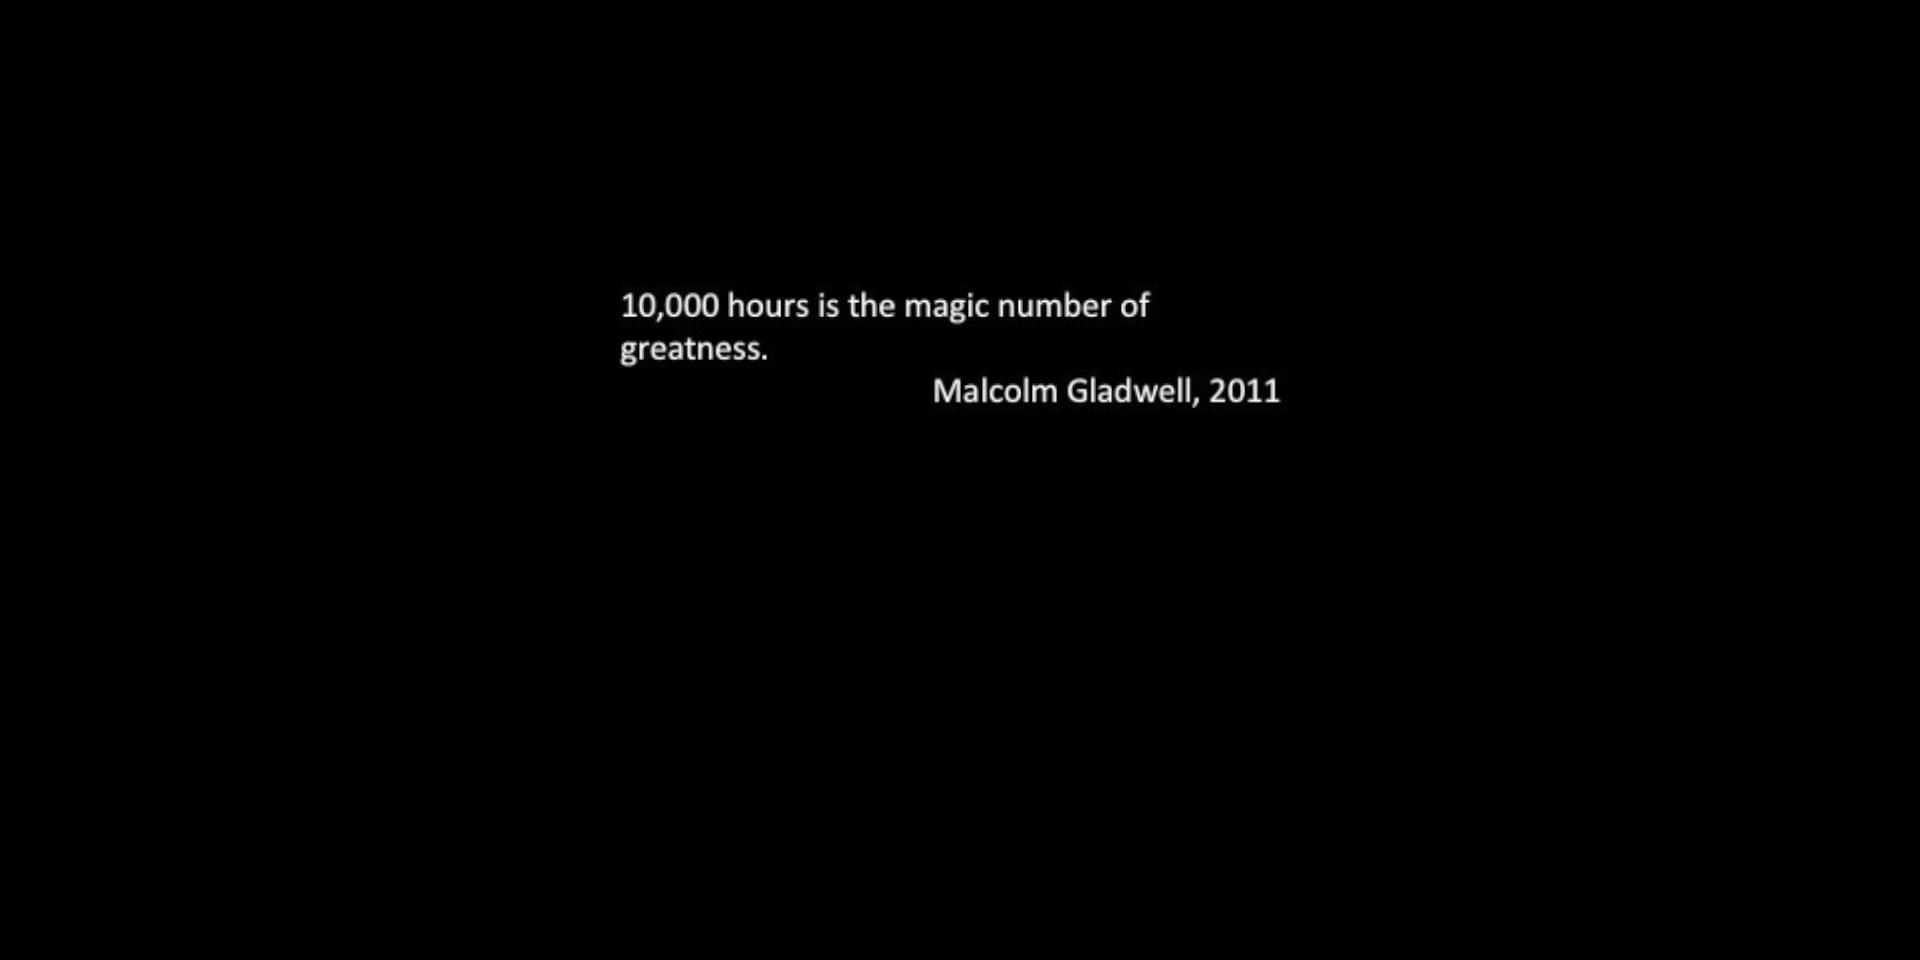 10,000 hours is the magic number of
greatness.
Malcolm Gladwell, 2011